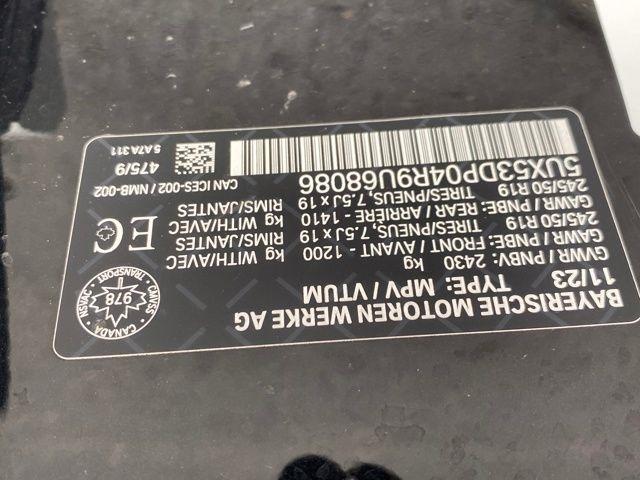 BAYERISCHE MOTOREN WERKE AG
11/23 TYPE: MPV / VTUM
GVWR / PNBV: 2430 kg
GAWR / PNBE: FRONT / AVANT - 1200 kg WITH/AVEC
245/50 R19 TIRES/PNEUS,7.5J x 19 RIMS/JANTES
GAWR / PNBE: REAR / ARRIÈRE - 1410 kg WITH/AVEC
245/50 R19 TIRES/PNEUS,7.5J x 19 RIMS/JANTES
5UX53DP04R9U68086 CAN ICES-002 / NMB-002
475/9
5 A7A 311
EC
TRANSPORT
CANADA
978
NSVAC
CMVSS